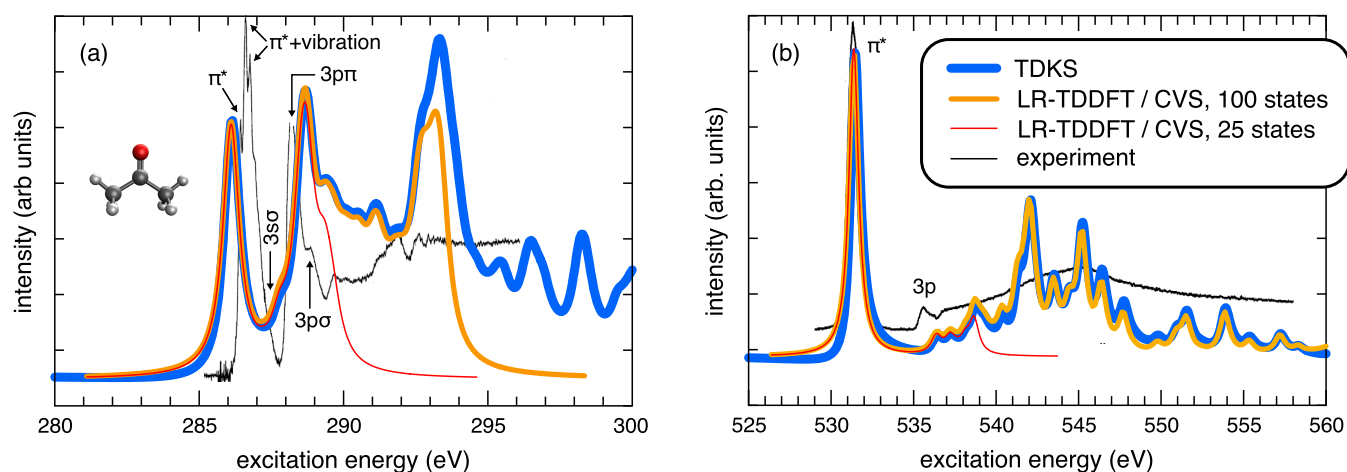 (a)
π*+vibration
π*
3pπ
3sσ
3pσ
intensity (arb units)
280
285
290
295
300
excitation energy (eV)
(b)
π*
TDKS
LR-TDDFT / CVS, 100 states
LR-TDDFT / CVS, 25 states
experiment
3p
intensity (arb. units)
525
530
535
540
545
550
555
560
excitation energy (eV)